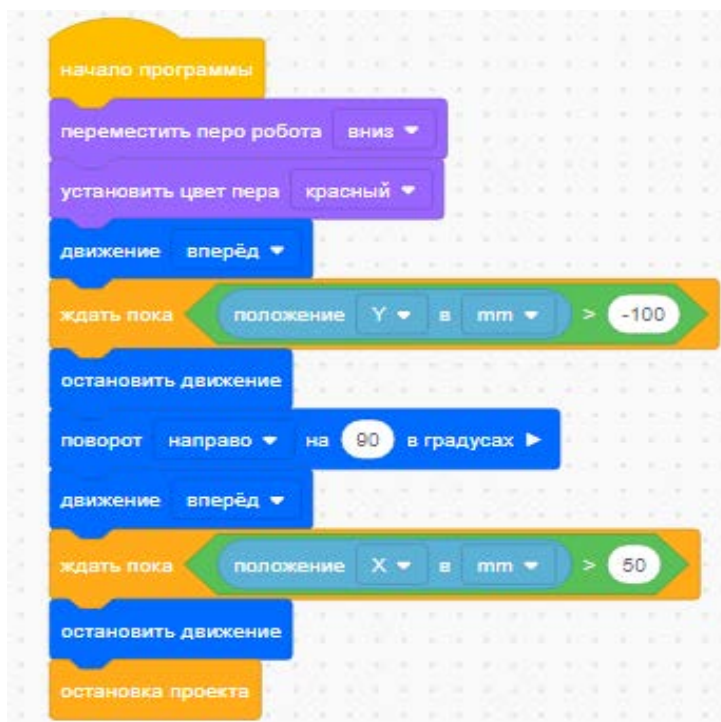 начало программы
переместить перо робота вниз
установить цвет пера красный
движение вперёд
ждать пока положение Y в mm > -100
остановить движение
поворот направо на 90 в градусах
движение вперёд
ждать пока положение X в mm > 50
остановить движение
остановка проекта